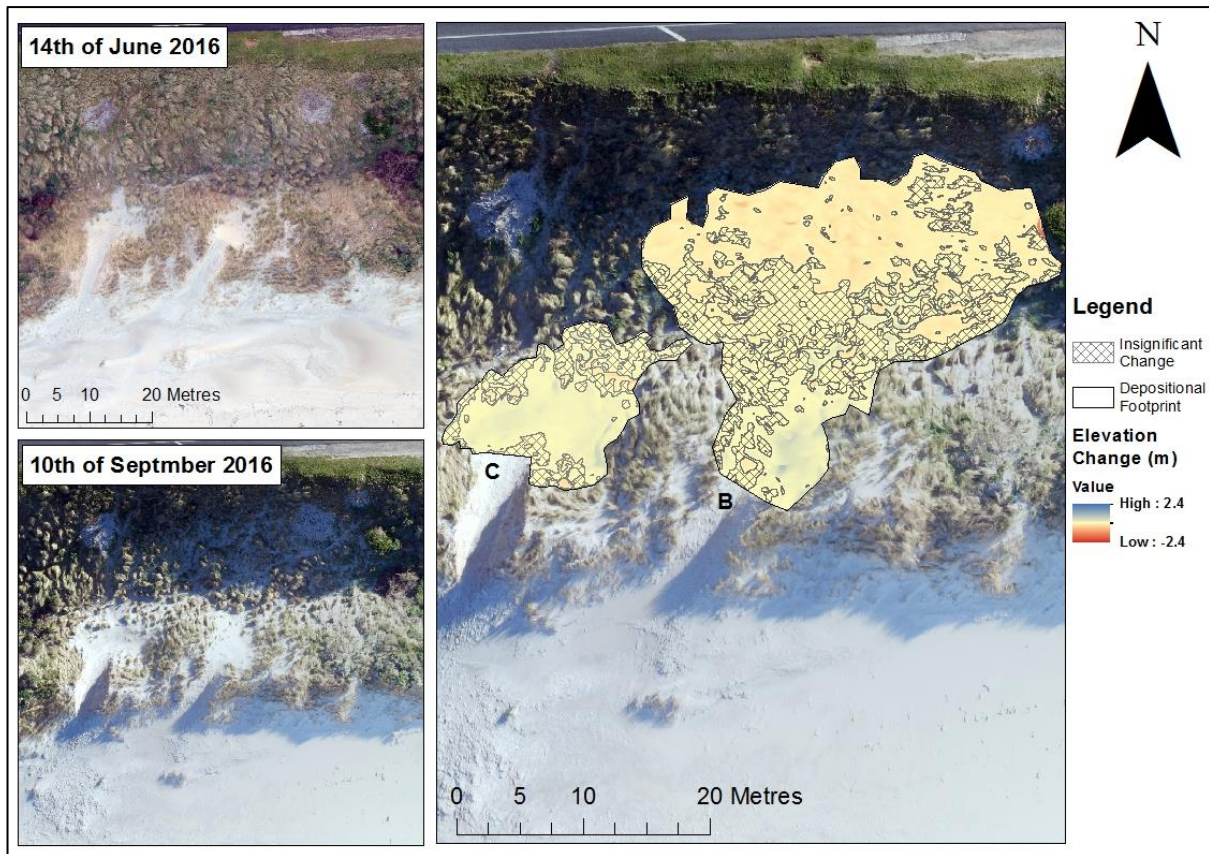 14th of June 2016
0 5 10 20 Metres
10th of Septmber 2016
C
B
0 5 10 20 Metres
N
Legend
Insignificant
Change
Depositional
Footprint
Elevation
Change (m)
Value
High : 2.4
Low : -2.4